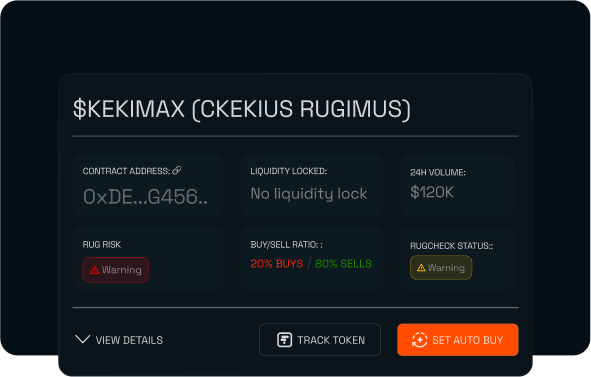 $KEKIMAX (CKEKIUS RUGIMUS)
CONTRACT ADDRESS:
0xDE...G456..
LIQUIDITY LOCKED:
No liquidity lock
24H VOLUME:
$120K
RUG RISK
Warning
BUY/SELL RATIO: :
20% BUYS / 80% SELLS
RUGCHECK STATUS::
Warning
VIEW DETAILS
TRACK TOKEN
SET AUTO BUY